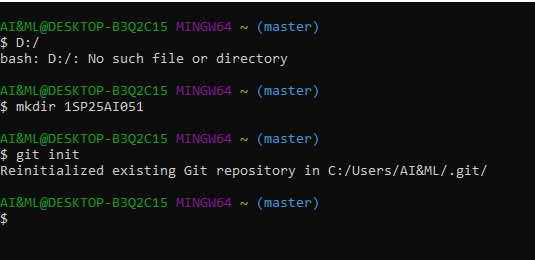 AI&ML@DESKTOP-B3Q2C15 MINGW64 ~ (master)
$ D:/
bash: D:/: No such file or directory
AI&ML@DESKTOP-B3Q2C15 MINGW64 ~ (master)
$ mkdir 1SP25AI051
AI&ML@DESKTOP-B3Q2C15 MINGW64 ~ (master)
$ git init
Reinitialized existing Git repository in C:/Users/AI&ML/.git/
AI&ML@DESKTOP-B3Q2C15 MINGW64 ~ (master)
$